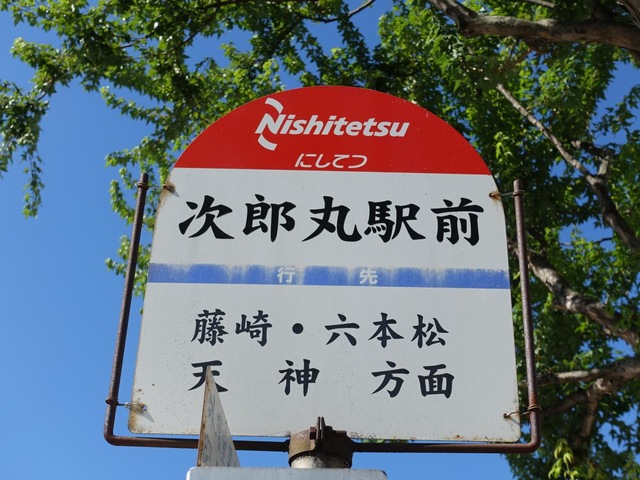 Nishitetsu
にしてつ
次郎丸駅前
行先
藤崎・六本松
天神方面